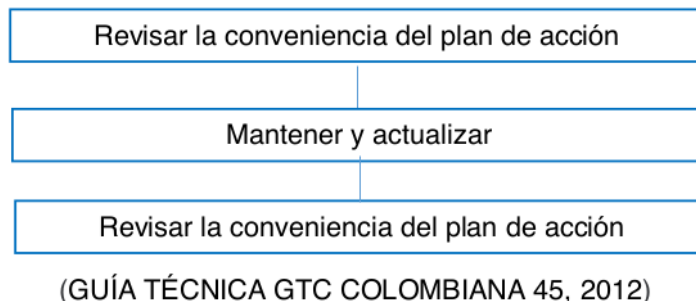 Revisar la conveniencia del plan de acción
Mantener y actualizar
Revisar la conveniencia del plan de acción
(GUÍA TÉCNICA GTC COLOMBIANA 45, 2012)